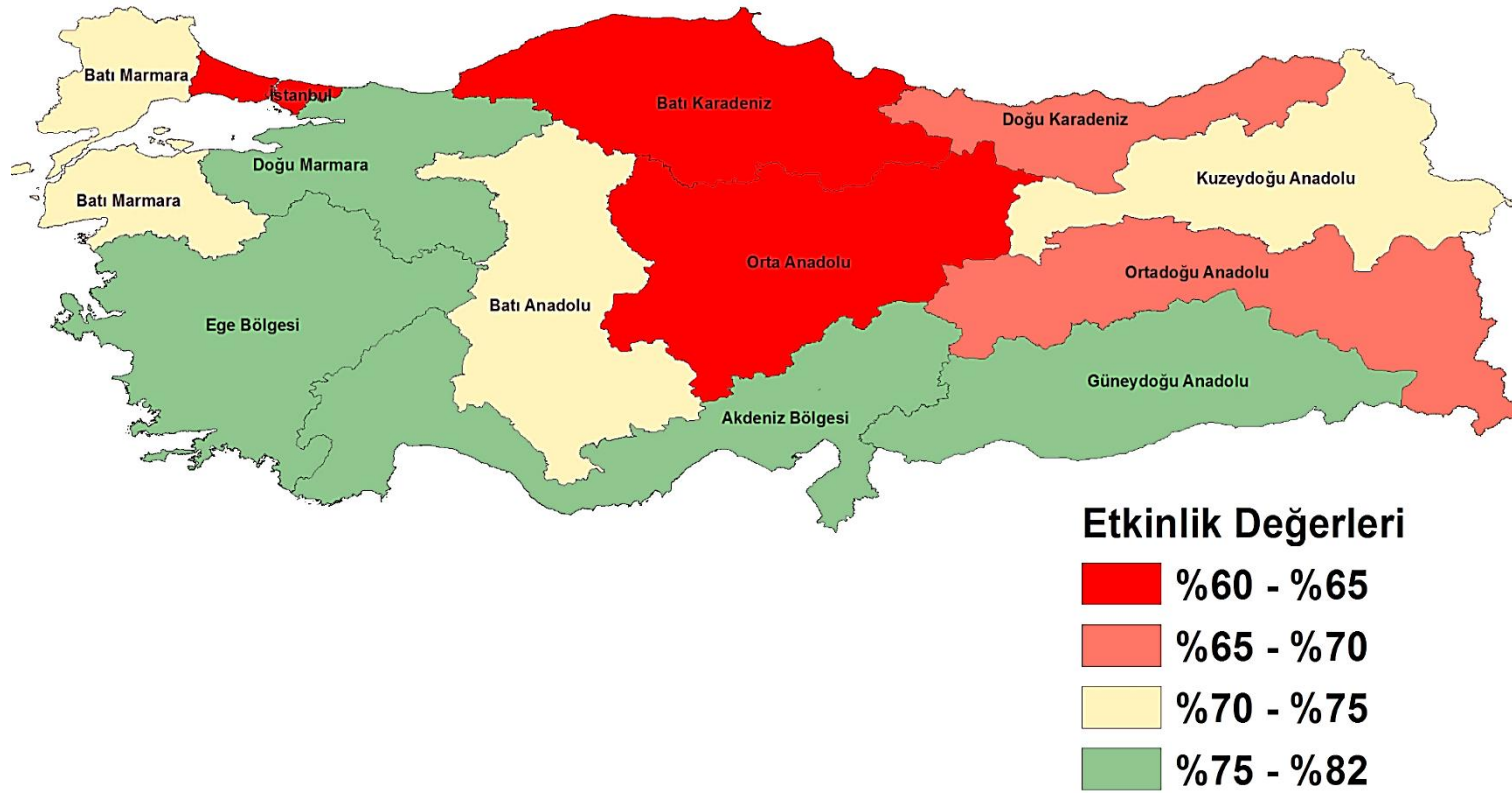 Batı Marmara
İstanbul
Batı Karadeniz
Doğu Karadeniz
Doğu Marmara
Kuzeydoğu Anadolu
Batı Marmara
Orta Anadolu
Ortadoğu Anadolu
Batı Anadolu
Ege Bölgesi
Güneydoğu Anadolu
Akdeniz Bölgesi
Etkinlik Değerleri
%60 - %65
%65 - %70
%70 - %75
%75 - %82